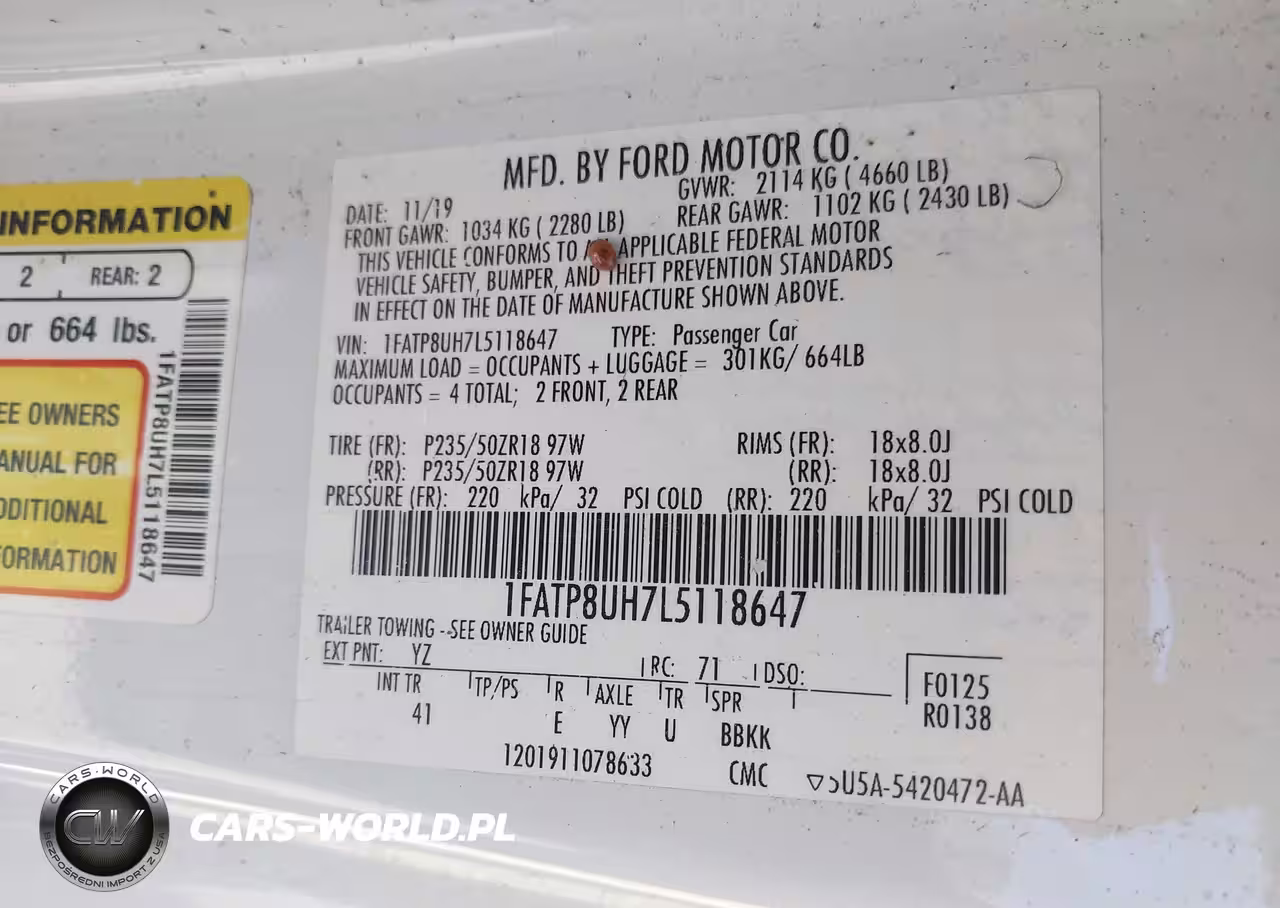 INFORMATION
2 REAR: 2
or 664 lbs.
EE OWNERS
ANUAL FOR
DDITIONAL
FORMATION
1FATP8UH7L5118647
MFD. BY FORD MOTOR CO.
DATE: 11/19 GVWR: 2114 KG ( 4660 LB)
FRONT GAWR: 1034 KG ( 2280 LB) REAR GAWR: 1102 KG ( 2430 LB)
THIS VEHICLE CONFORMS TO APPLICABLE FEDERAL MOTOR
VEHICLE SAFETY, BUMPER, AND THEFT PREVENTION STANDARDS
IN EFFECT ON THE DATE OF MANUFACTURE SHOWN ABOVE.
VIN: 1FATP8UH7L5118647 TYPE: Passenger Car
MAXIMUM LOAD = OCCUPANTS + LUGGAGE = 301KG/ 664LB
OCCUPANTS = 4 TOTAL; 2 FRONT, 2 REAR
TIRE (FR): P235/50ZR18 97W RIMS (FR): 18x8.0J
(RR): P235/50ZR18 97W (RR): 18x8.0J
PRESSURE (FR): 220 kPa/ 32 PSI COLD (RR): 220 kPa/ 32 PSI COLD
1FATP8UH7L5118647
TRAILER TOWING --SEE OWNER GUIDE
EXT PNT: YZ RC: 71 DSO:
INT TR TP/PS R AXLE TR SPR F0125
41 E YY U BBKK R0138
1201911078633 CMC U5A-5420472-AA
CARS-WORLD
CW
BEZPOŚREDNI IMPORT Z USA
CARS-WORLD.PL